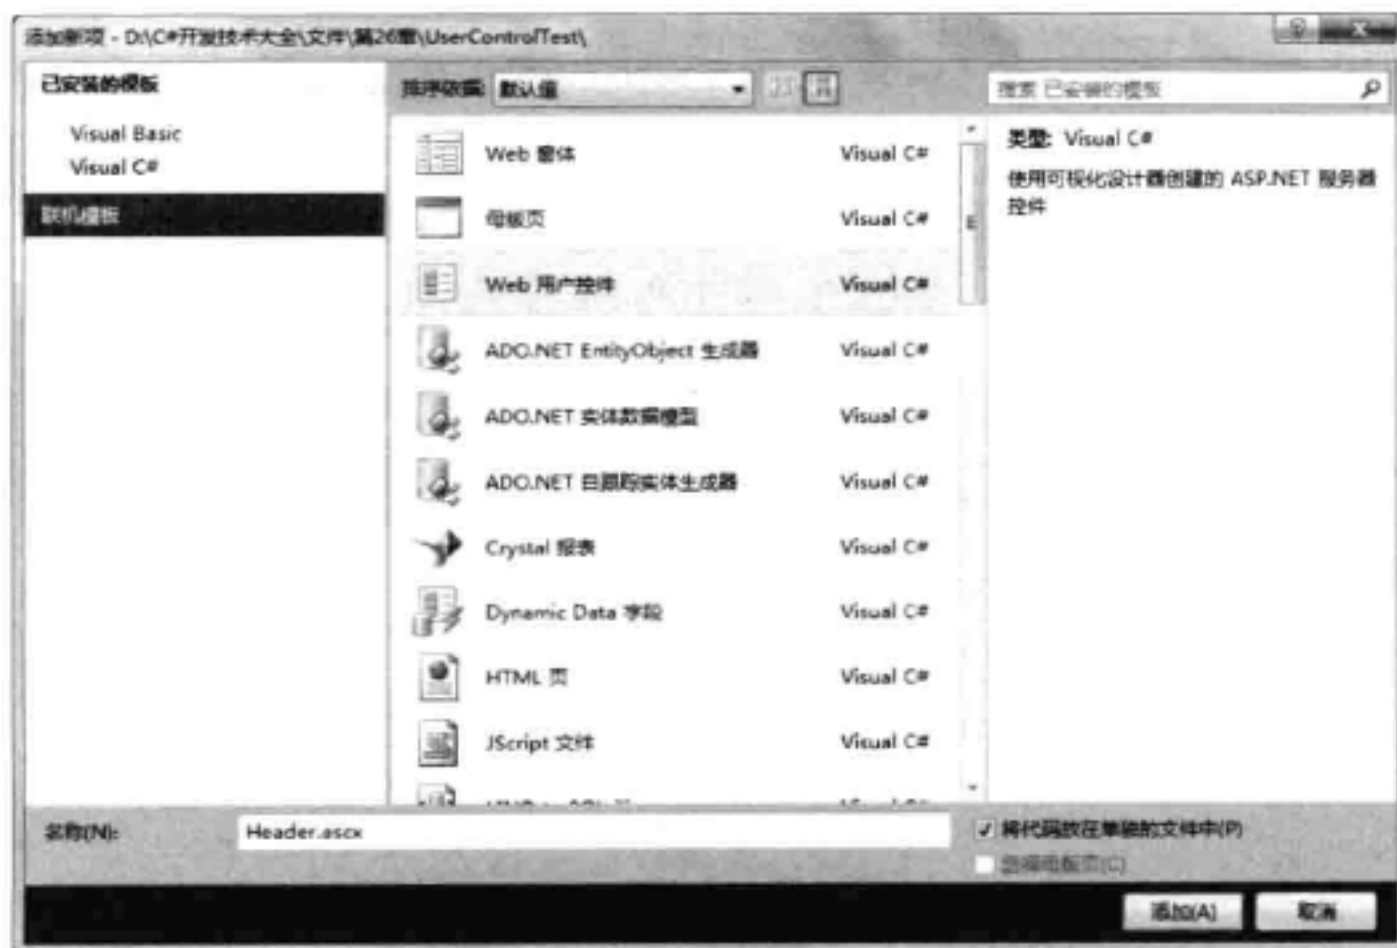 添加新项 - D:\C#开发技术大全\文件\第26章\UserControlTest\
已安装的模板
Visual Basic
Visual C#
联机模板
排序依据: 默认值
Web 窗体 Visual C#
母版页 Visual C#
Web 用户控件 Visual C#
ADO.NET EntityObject 生成器 Visual C#
ADO.NET 实体数据模型 Visual C#
ADO.NET 自跟踪实体生成器 Visual C#
Crystal 报表 Visual C#
Dynamic Data 字段 Visual C#
HTML 页 Visual C#
JScript 文件 Visual C#
搜索 已安装的模板
类型: Visual C#
使用可视化设计器创建的 ASP.NET 服务器
控件
名称(N): Header.ascx
将代码放在单独的文件中(P)
选择母版页(C)
添加(A) 取消